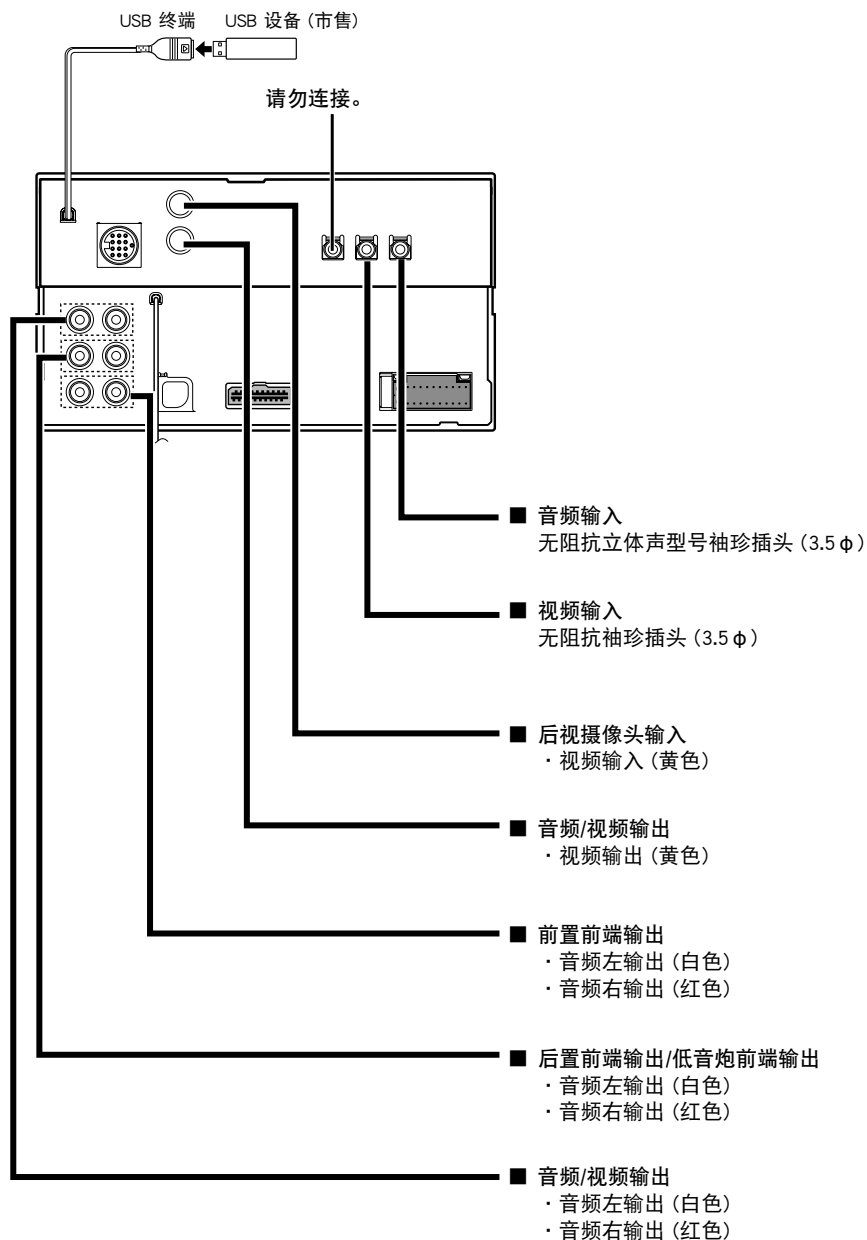 USB 终端 USB 设备 (市售)
请勿连接。
■ 音频输入
无阻抗立体声型号袖珍插头 (3.5 φ)
■ 视频输入
无阻抗袖珍插头 (3.5 φ)
■ 后视摄像头输入
・视频输入 (黄色)
■ 音频/视频输出
・视频输出 (黄色)
■ 前置前端输出
・音频左输出 (白色)
・音频右输出 (红色)
■ 后置前端输出/低音炮前端输出
・音频左输出 (白色)
・音频右输出 (红色)
■ 音频/视频输出
・音频左输出 (白色)
・音频右输出 (红色)